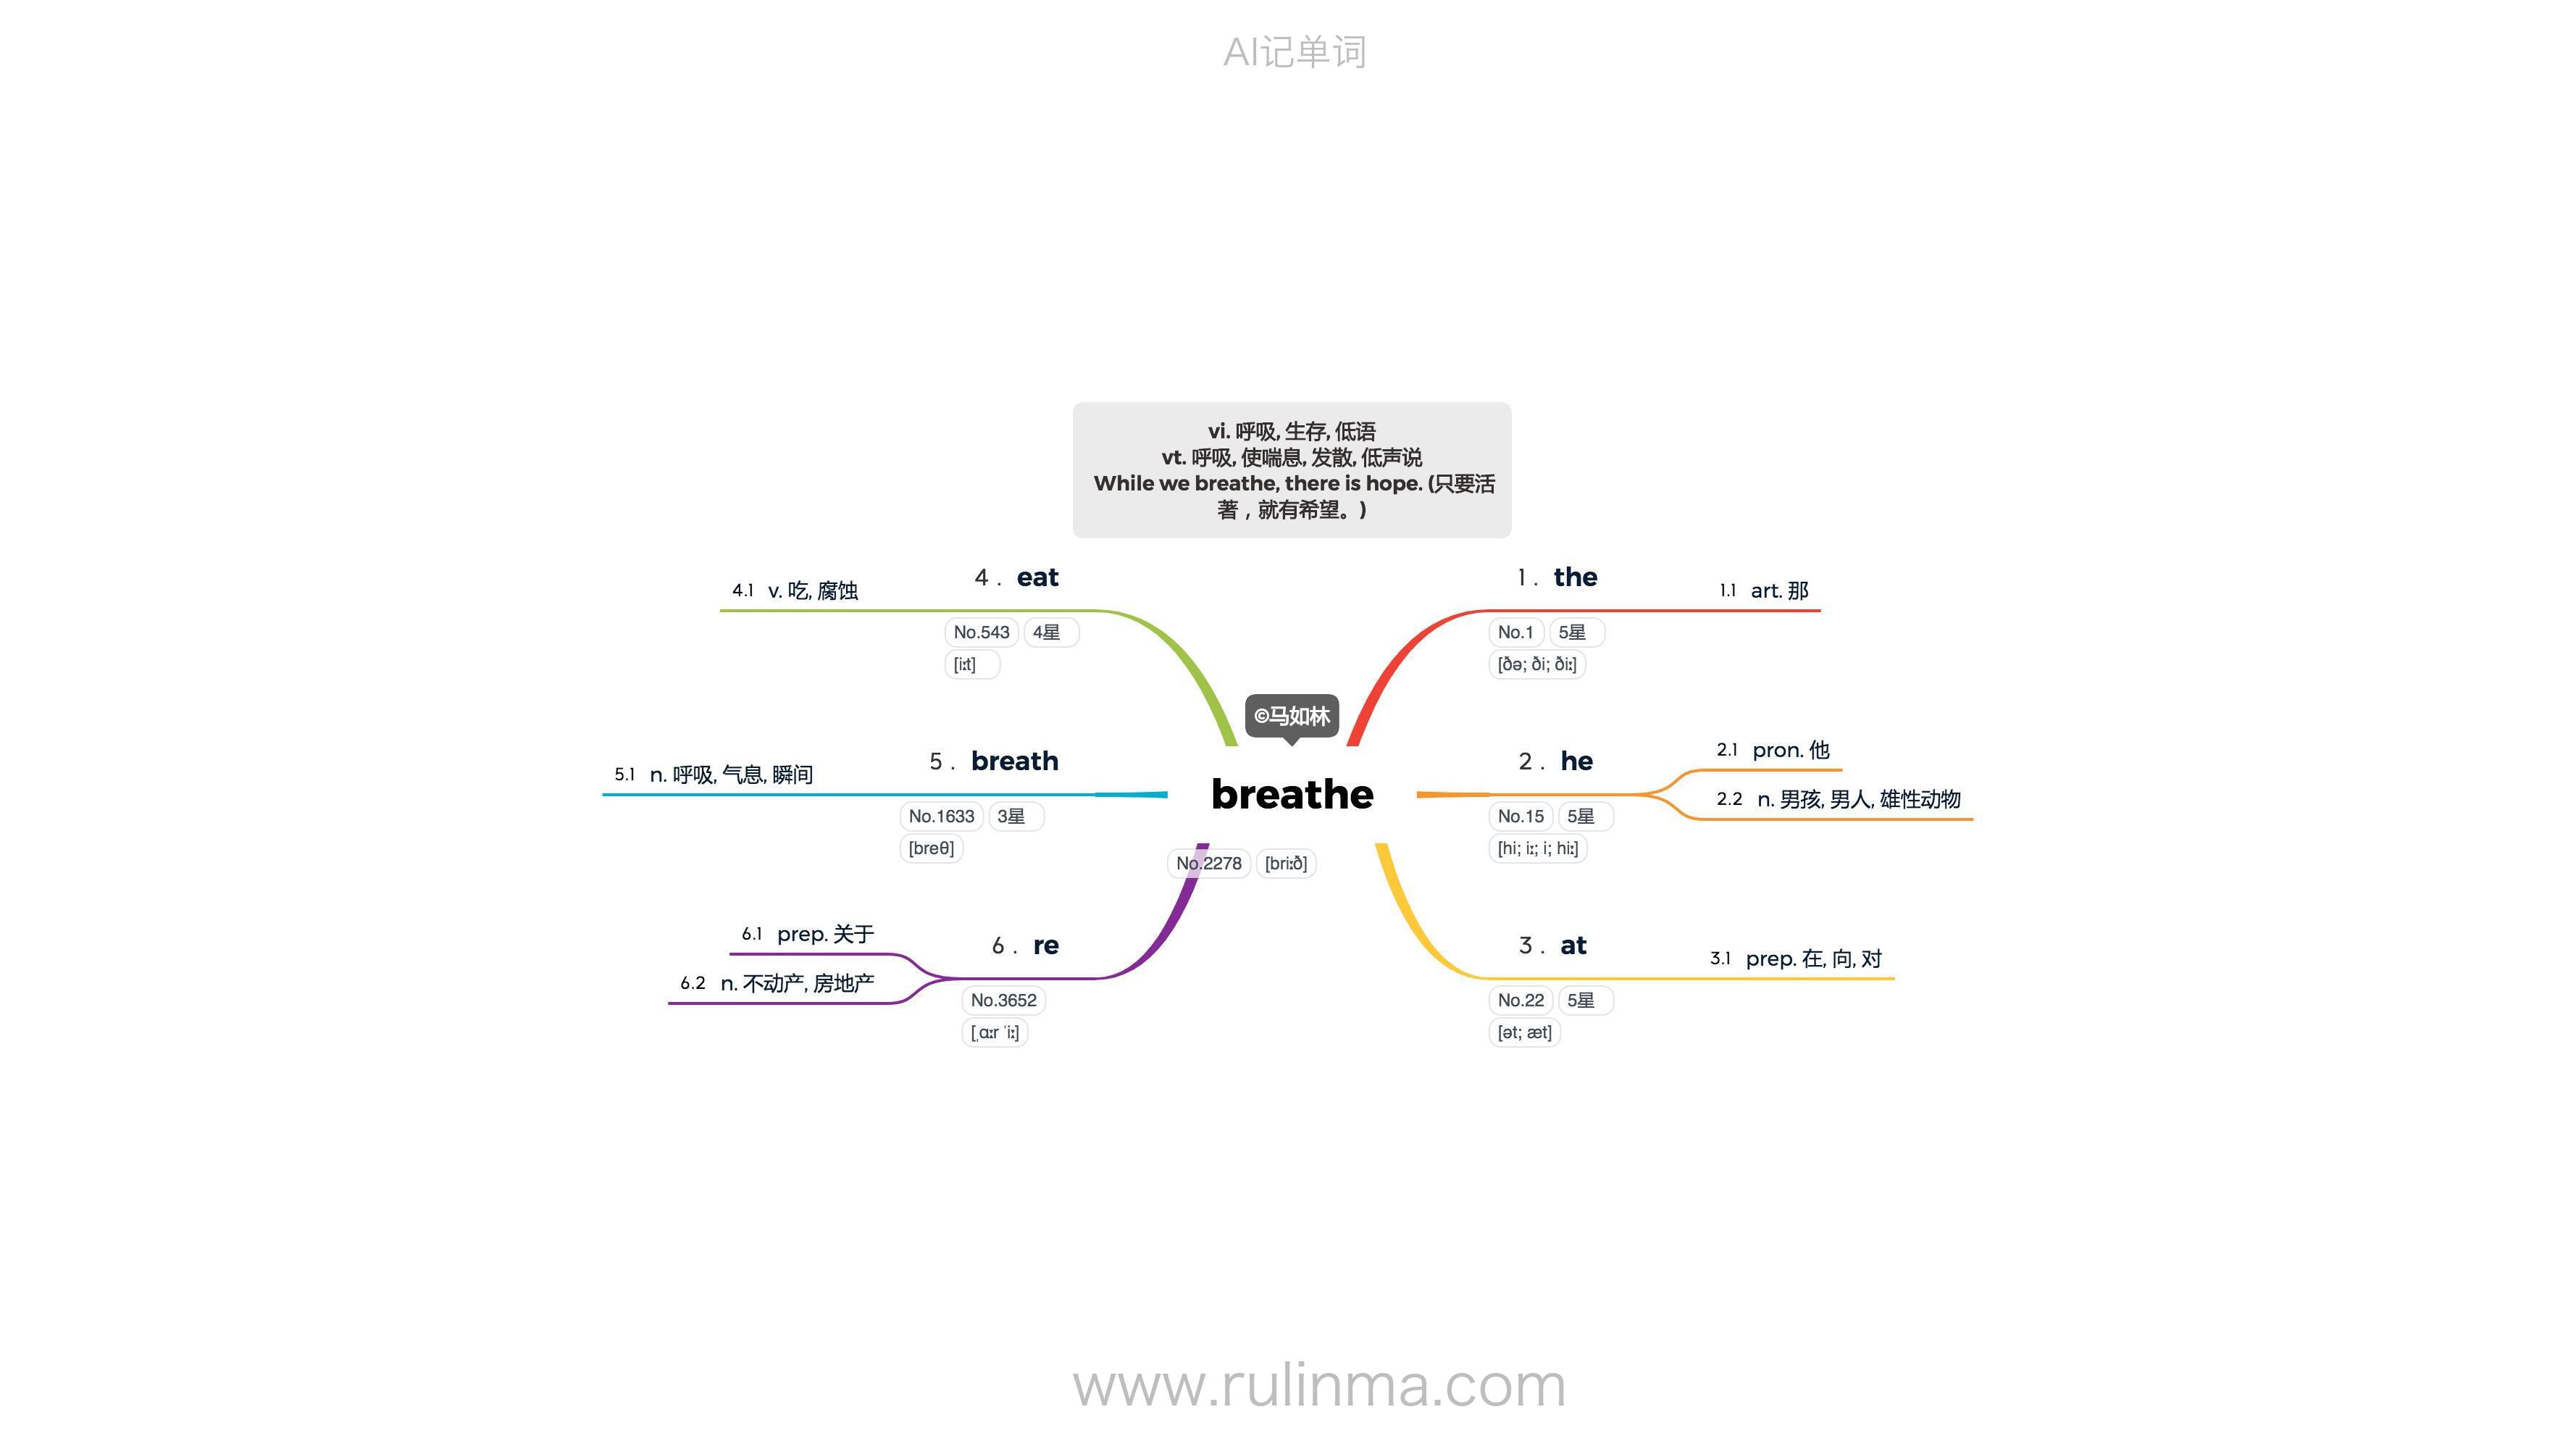 AI记单词
vi. 呼吸, 生存, 低语
vt. 呼吸, 使喘息, 发散, 低声说
While we breathe, there is hope. (只要活
著，就有希望。)
4 . eat
4.1 v. 吃, 腐蚀
No.543 4星
[iːt]
5 . breath
5.1 n. 呼吸, 气息, 瞬间
No.1633 3星
[breθ]
6 . re
6.1 prep. 关于
6.2 n. 不动产, 房地产
No.3652
[ˌɑːr ˈiː]
©马如林
breathe
No.2278 [briːð]
1 . the
1.1 art. 那
No.1 5星
[ðə; ði; ðiː]
2 . he
2.1 pron. 他
2.2 n. 男孩, 男人, 雄性动物
No.15 5星
[hi; iː; i; hiː]
3 . at
3.1 prep. 在, 向, 对
No.22 5星
[ət; æt]
www.rulinma.com